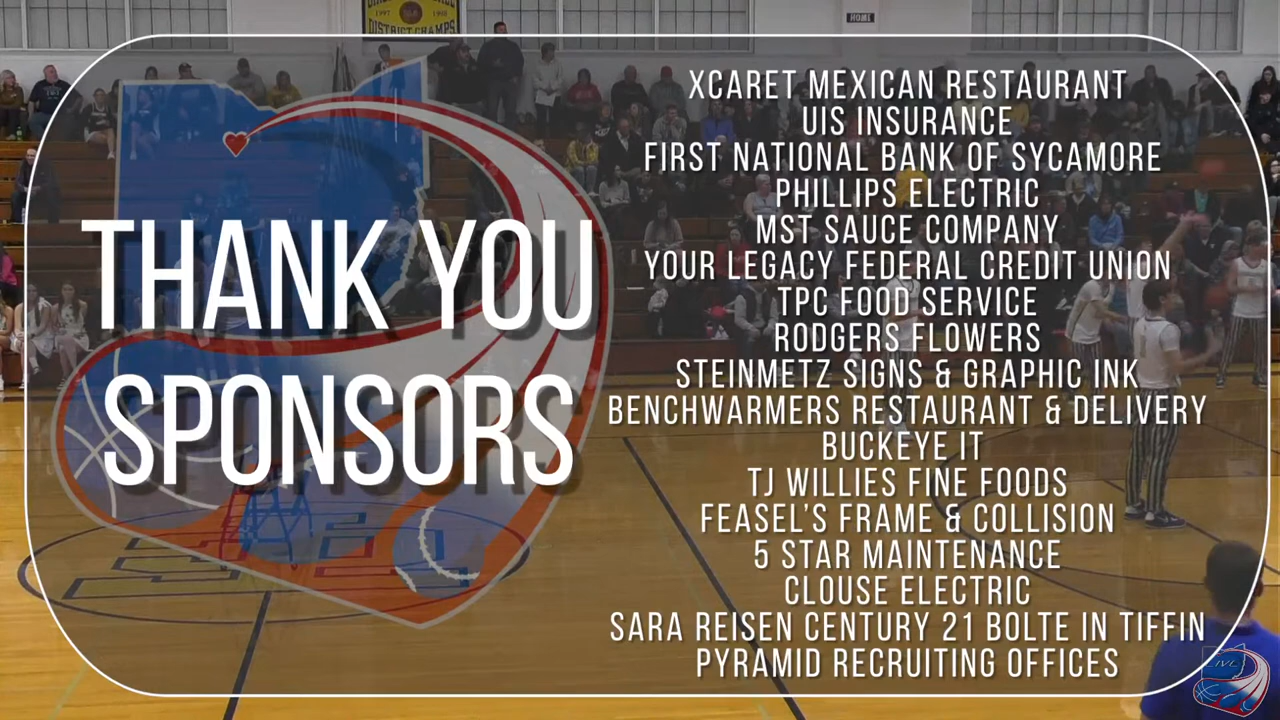 DISTRICT CHAMPS
HOME
THANK YOU
SPONSORS
XCARET MEXICAN RESTAURANT
UIS INSURANCE
FIRST NATIONAL BANK OF SYCAMORE
PHILLIPS ELECTRIC
MST SAUCE COMPANY
YOUR LEGACY FEDERAL CREDIT UNION
TPC FOOD SERVICE
RODGERS FLOWERS
STEINMETZ SIGNS & GRAPHIC INK
BENCHWARMERS RESTAURANT & DELIVERY
BUCKEYE IT
TJ WILLIES FINE FOODS
FEASEL'S FRAME & COLLISION
5 STAR MAINTENANCE
CLOUSE ELECTRIC
SARA REISEN CENTURY 21 BOLTE IN TIFFIN
PYRAMID RECRUITING OFFICES